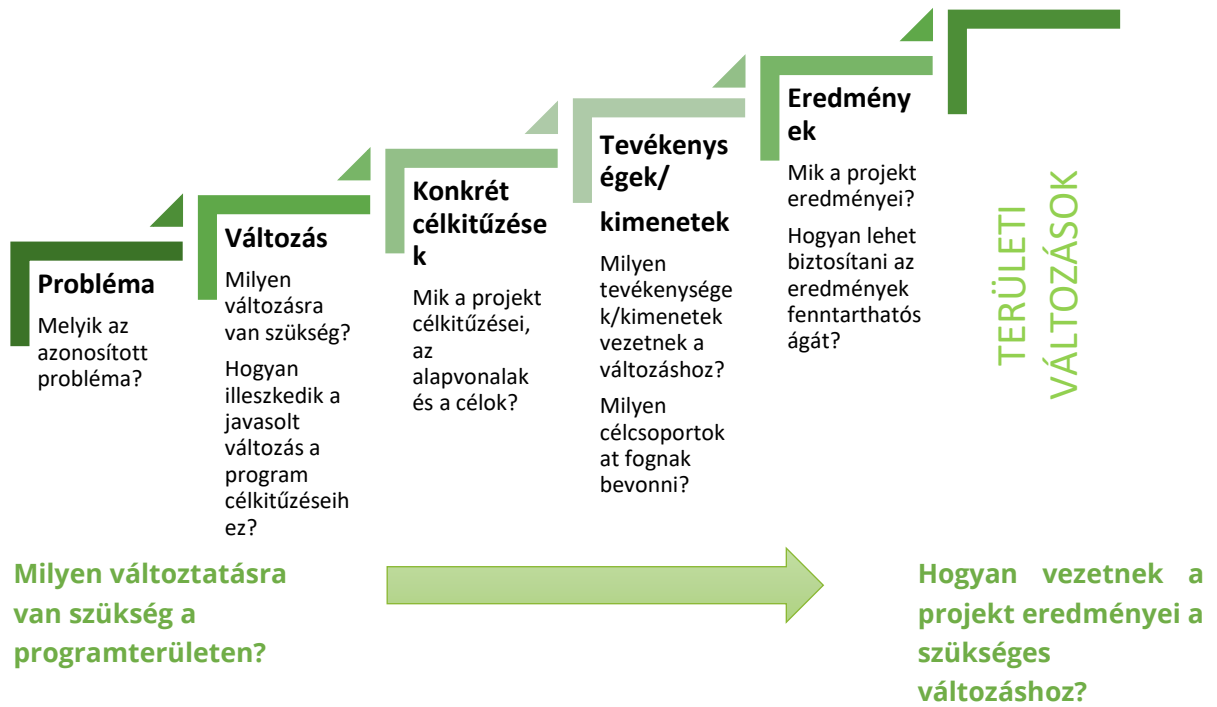 Probléma
Melyik az
azonosított
probléma?
Változás
Milyen
változásra
van szükség?
Hogyan
illeszkedik a
javasolt
változás a
program
célkitűzéseih
ez?
Konkrét
célkitűzése
k
Mik a projekt
célkitűzései,
az
alapvonalak
és a célok?
Tevékenys
égek/
kimenetek
Milyen
tevékenysége
k/kimenetek
vezetnek a
változáshoz?
Milyen
célcsoportok
at fognak
bevonni?
Eredmény
ek
Mik a projekt
eredményei?
Hogyan lehet
biztosítani az
eredmények
fenntarthatós
ágát?
TERÜLETI
VÁLTOZÁSOK
Milyen változtatásra
van szükség a
programterületen?
Hogyan vezetnek a
projekt eredményei a
szükséges
változáshoz?